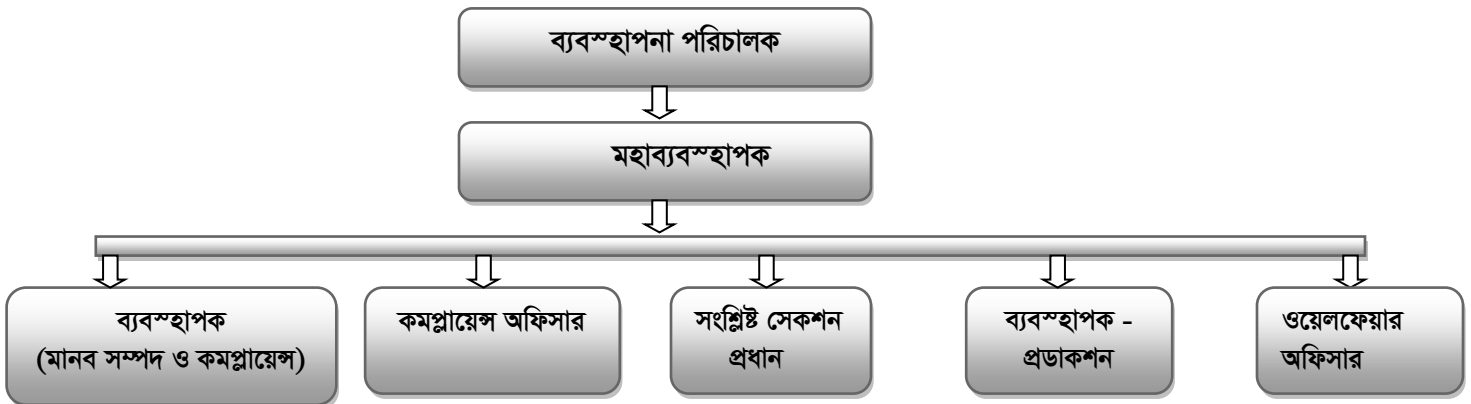 ব্যবস্হাপনা পরিচালক
মহাব্যবস্হাপক
ব্যবস্হাপক
(মানব সম্পদ ও কমপ্লায়েন্স)
কমপ্লায়েন্স অফিসার
সংশ্লিষ্ট সেকশন
প্রধান
ব্যবস্হাপক -
প্রডাকশন
ওয়েলফেয়ার
অফিসার